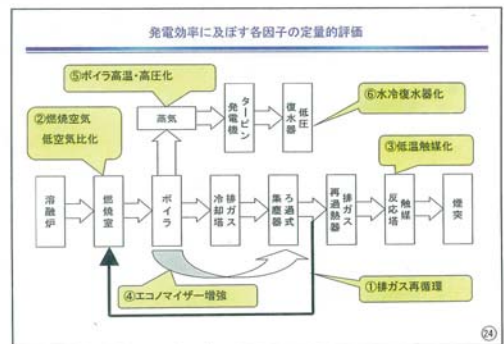 発電効率に及ぼす各因子の定量的評価
⑤ボイラ高温・高圧化
②燃焼空気
低空気比化
蒸気
タービン
発電機
低圧
復水器
⑥水冷復水器化
③低温触媒化
溶融炉
燃焼室
ボイラ
排ガス
冷却塔
ろ過式
集塵器
排ガス
再過熱器
触媒
反応塔
煙突
④エコノマイザー増強
①排ガス再循環
24